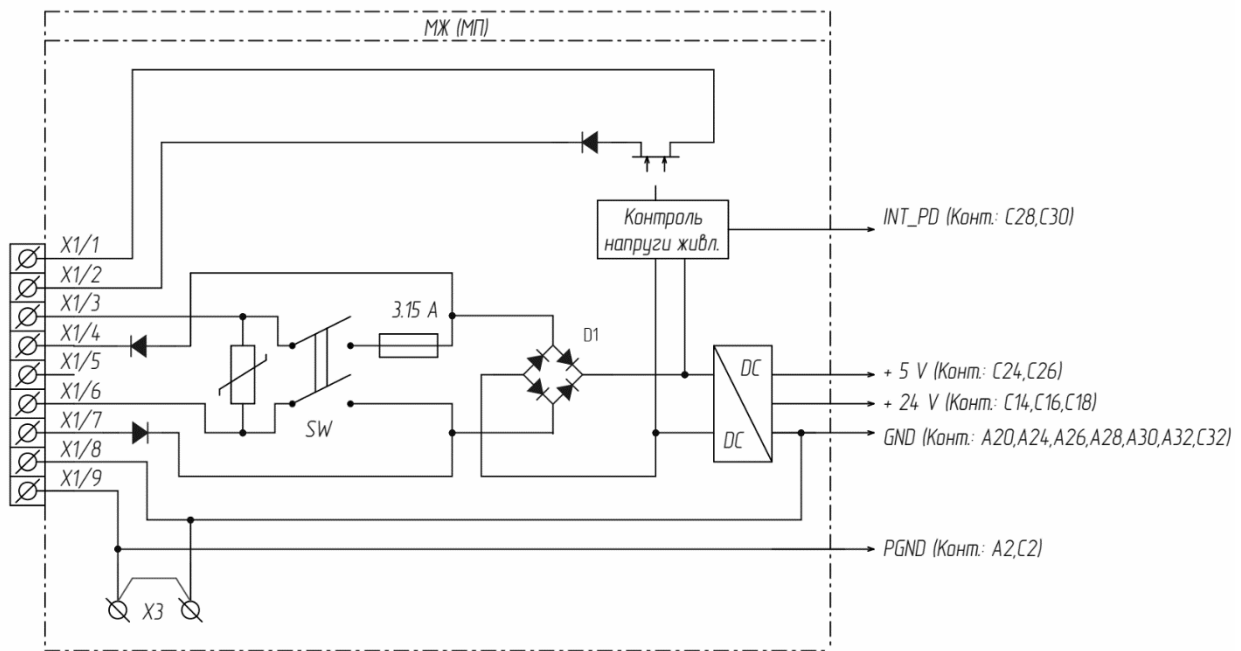 МЖ (МП)
Контроль
напруги живл.
INT_PD (Конт.: C28,C30)
X1/1
X1/2
X1/3
X1/4
X1/5
X1/6
X1/7
X1/8
X1/9
3.15 A
SW
D1
DC
DC
+ 5 V (Конт.: C24,C26)
+ 24 V (Конт.: C14,C16,C18)
GND (Конт.: A20,A24,A26,A28,A30,A32,C32)
PGND (Конт.: A2,C2)
X3